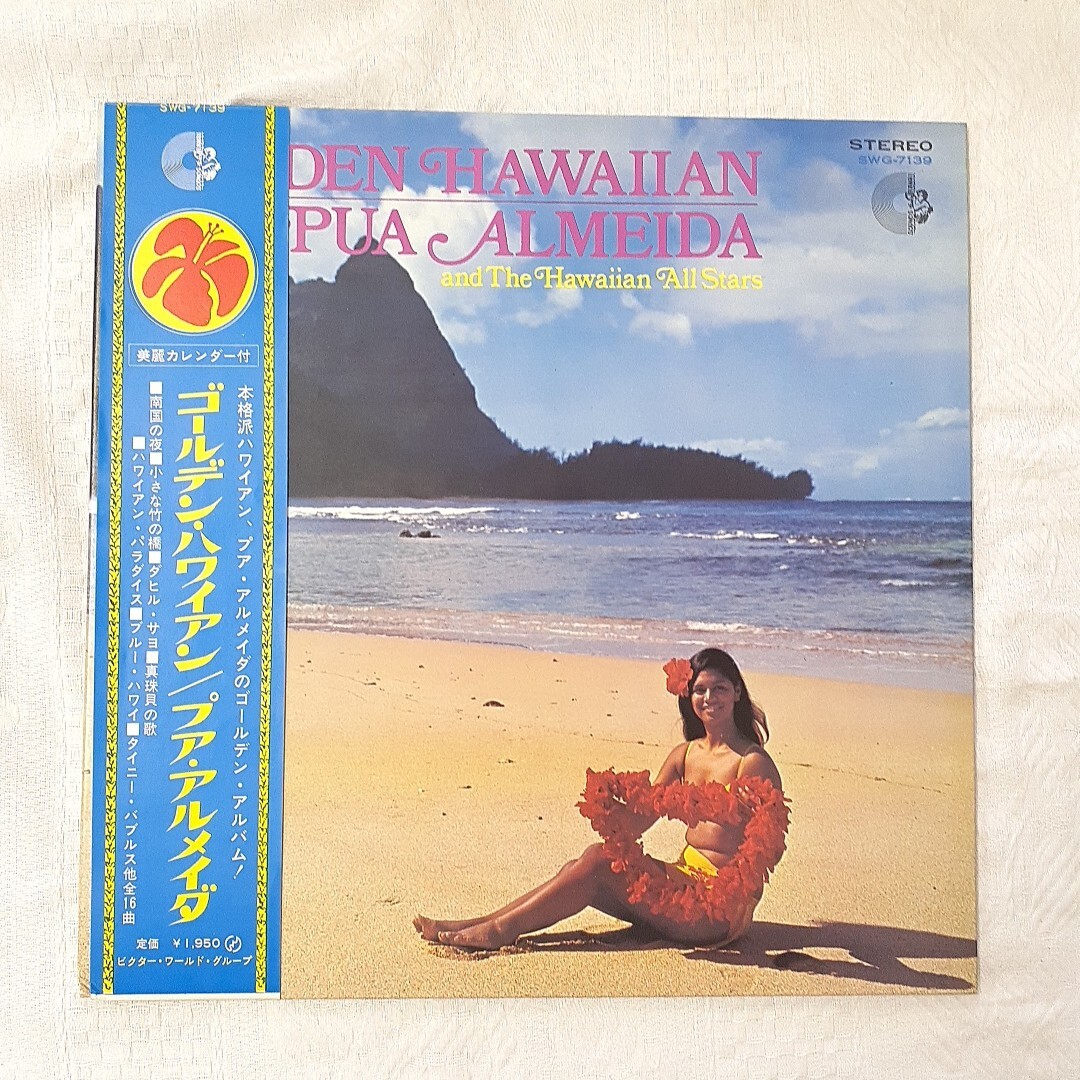 SWG-7139
美麗カレンダー付
本格派ハワイアン、プア・アルメイダのゴールデン・アルバム!
ゴールデン・ハワイアン/プア・アルメイダ
■南国の夜■小さな竹の橋■タヒル・サヨ■真珠貝の歌
■ハワイアン・パラダイス■ブルー・ハワイ■タイニー・バブルス他全16曲
定価 ¥1,950
ビクター・ワールド・グループ
DEN HAWAIIAN
PUA ALMEIDA
and The Hawaiian All Stars
STEREO
SWG-7139